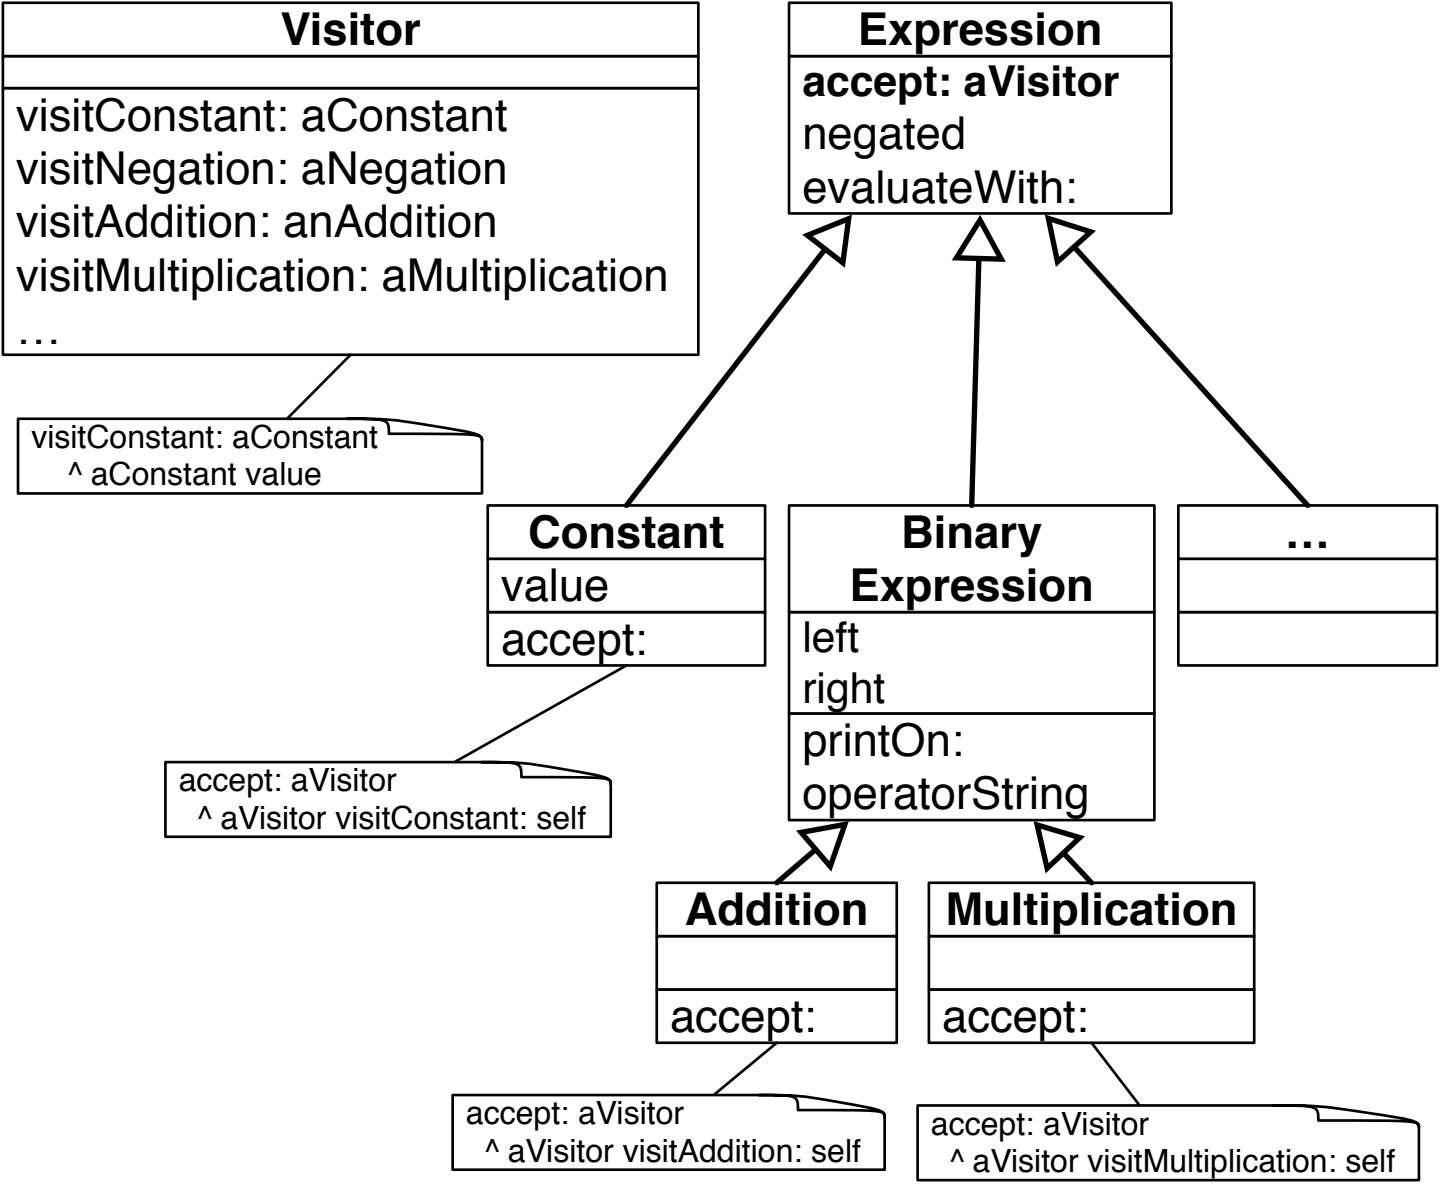 Visitor
visitConstant: aConstant
visitNegation: aNegation
visitAddition: anAddition
visitMultiplication: aMultiplication
...
visitConstant: aConstant
^ aConstant value
Expression
accept: aVisitor
negated
evaluateWith:
Constant
value
accept:
accept: aVisitor
^ aVisitor visitConstant: self
Binary
Expression
left
right
printOn:
operatorString
...
Addition
accept:
accept: aVisitor
^ aVisitor visitAddition: self
Multiplication
accept:
accept: aVisitor
^ aVisitor visitMultiplication: self